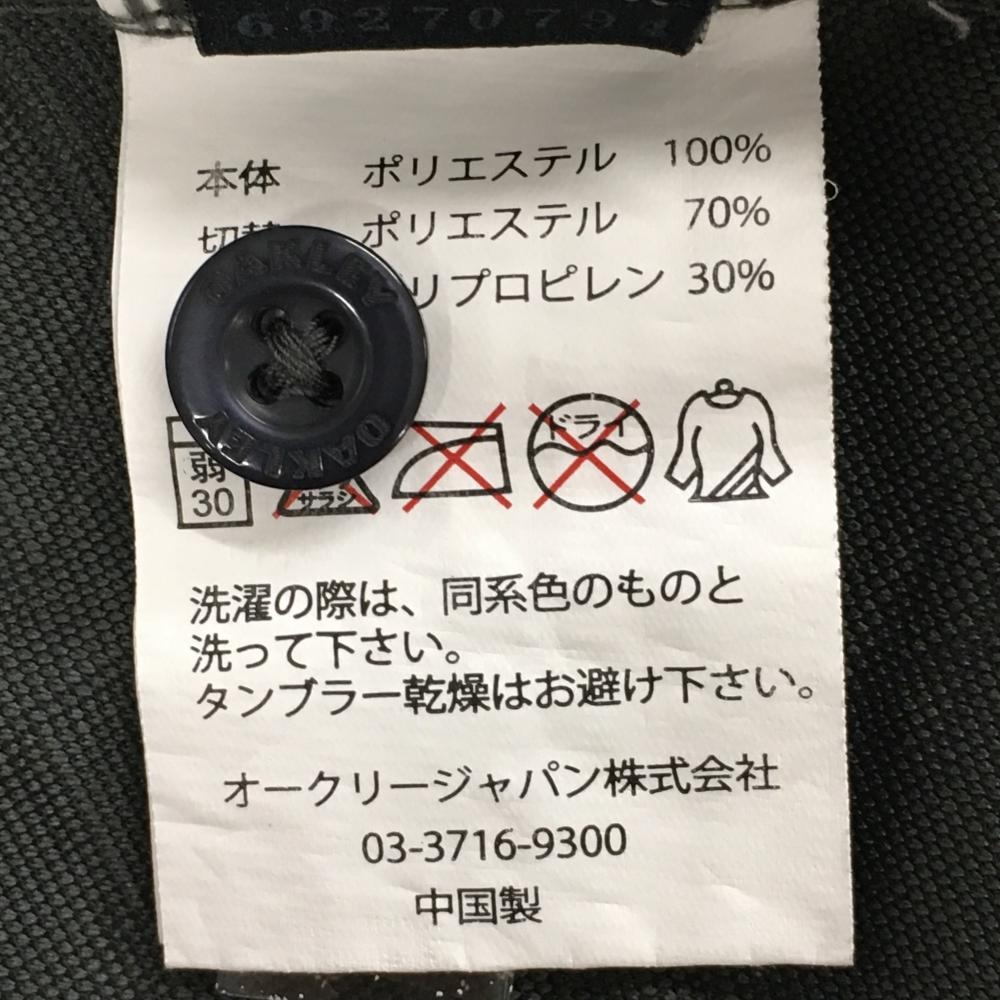 69270791
本体 ポリエステル 100%
切替 ポリエステル 70%
リプロピレン 30%
OAKLEY
OAKLEY
弱
30
サラシ
ドライ
洗濯の際は、同系色のものと
洗って下さい。
タンブラー乾燥はお避け下さい。
オークリージャパン株式会社
03-3716-9300
中国製